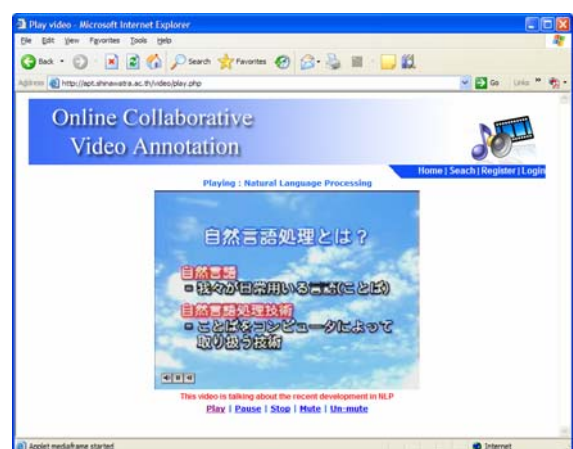 Play video - Microsoft Internet Explorer
File Edit View Favorites Tools Help
Back Search Favorites
Address http://apt.shinawatra.ac.th/video/play.php Go Links »
Online Collaborative
Video Annotation
Home | Seach | Register | Login
Playing : Natural Language Processing
自然言語処理とは？
自然言語
我々が日常用いる言語(ことば)
自然言語処理技術
ことばをコンピュータによって
取り扱う技術
This video is talking about the recent development in NLP
Play | Pause | Stop | Mute | Un-mute
Applet mediaframe started Internet